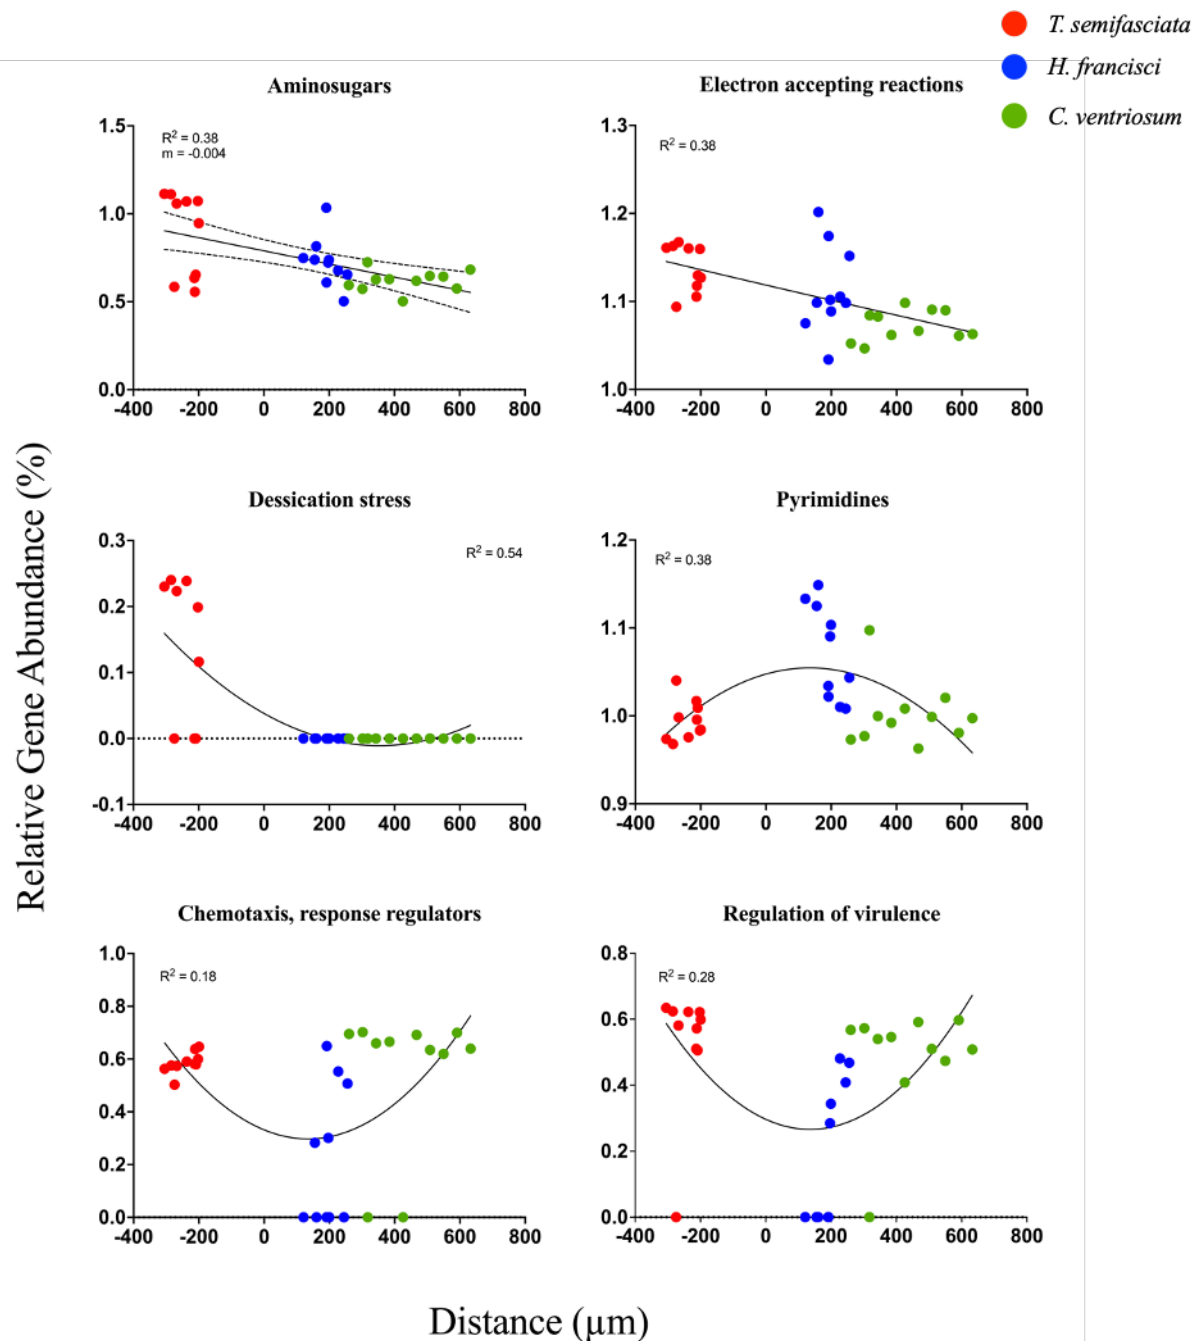 T. semifasciata
H. francisci
C. ventriosum
Aminosugars
R² = 0.38
m = -0.004
1.5
1.0
0.5
0.0
-400 -200 0 200 400 600 800
Electron accepting reactions
R² = 0.38
1.3
1.2
1.1
1.0
-400 -200 0 200 400 600 800
Relative Gene Abundance (%)
Dessication stress
R² = 0.54
0.3
0.2
0.1
0.0
-0.1
-400 -200 0 200 400 600 800
Pyrimidines
R² = 0.38
1.2
1.1
1.0
0.9
-400 -200 0 200 400 600 800
Chemotaxis, response regulators
R² = 0.18
1.0
0.8
0.6
0.4
0.2
0.0
-400 -200 0 200 400 600 800
Regulation of virulence
R² = 0.28
0.8
0.6
0.4
0.2
0.0
-400 -200 0 200 400 600 800
Distance (µm)